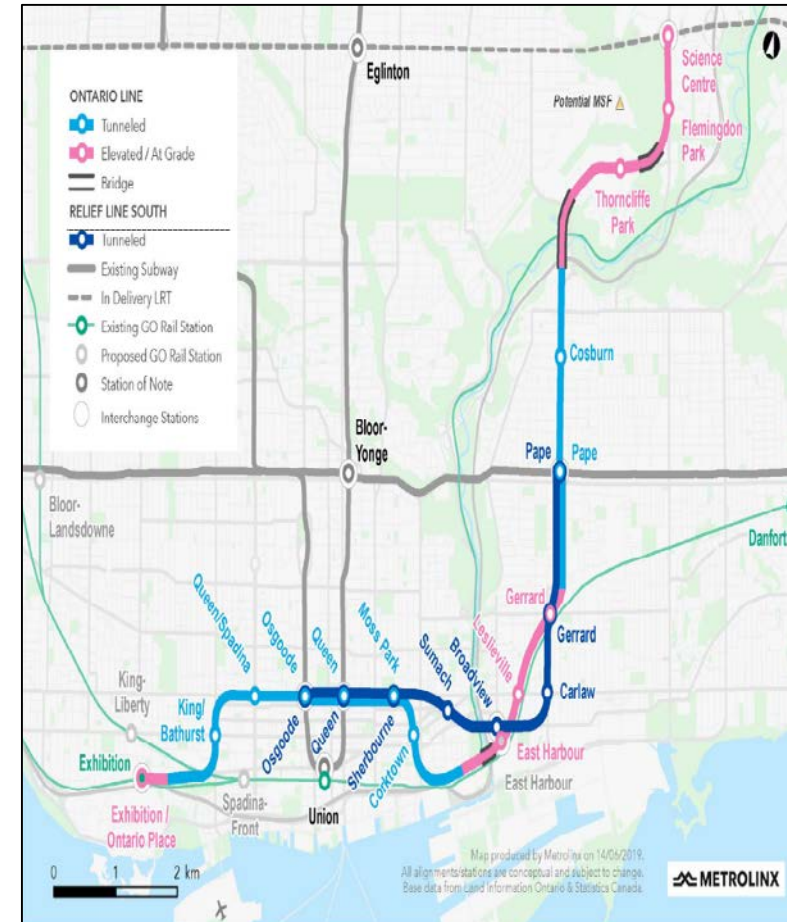 ONTARIO LINE
Tunneled
Elevated / At Grade
Bridge
RELIEF LINE SOUTH
Tunneled
Existing Subway
In Delivery LRT
Existing GO Rail Station
Proposed GO Rail Station
Station of Note
Interchange Stations
Eglinton
Science
Centre
Potential MSF
Flemingdon
Park
Thorncliffe
Park
Cosburn
Bloor-
Yonge
Pape
Pape
Bloor-
Landsdowne
Danfort
Queen/Spadina
Osgoode
Queen
Moss Park
Sumach
Broadview
Leslieville
Gerrard
Gerrard
Carlaw
King-
Liberty
King/
Bathurst
Osgoode
Queen
Sherbourne
Corktown
East Harbour
East Harbour
Exhibition
Exhibition /
Ontario Place
Spadina-
Front
Union
0 1 2 km
Map produced by Metrolinx on 14/06/2019.
All alignments/stations are conceptual and subject to change.
Base data from Land Information Ontario & Statistics Canada.
METROLINX